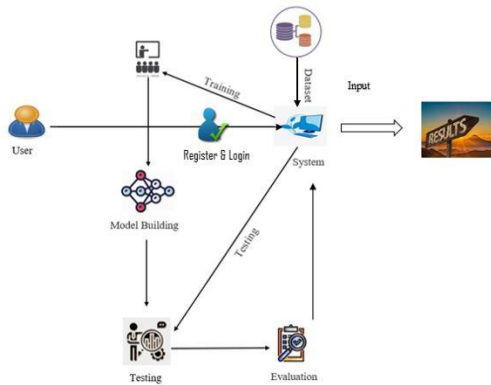 Training
Dataset
Input
RESULTS
User
Register & Login
System
Model Building
Testing
Testing
Evaluation